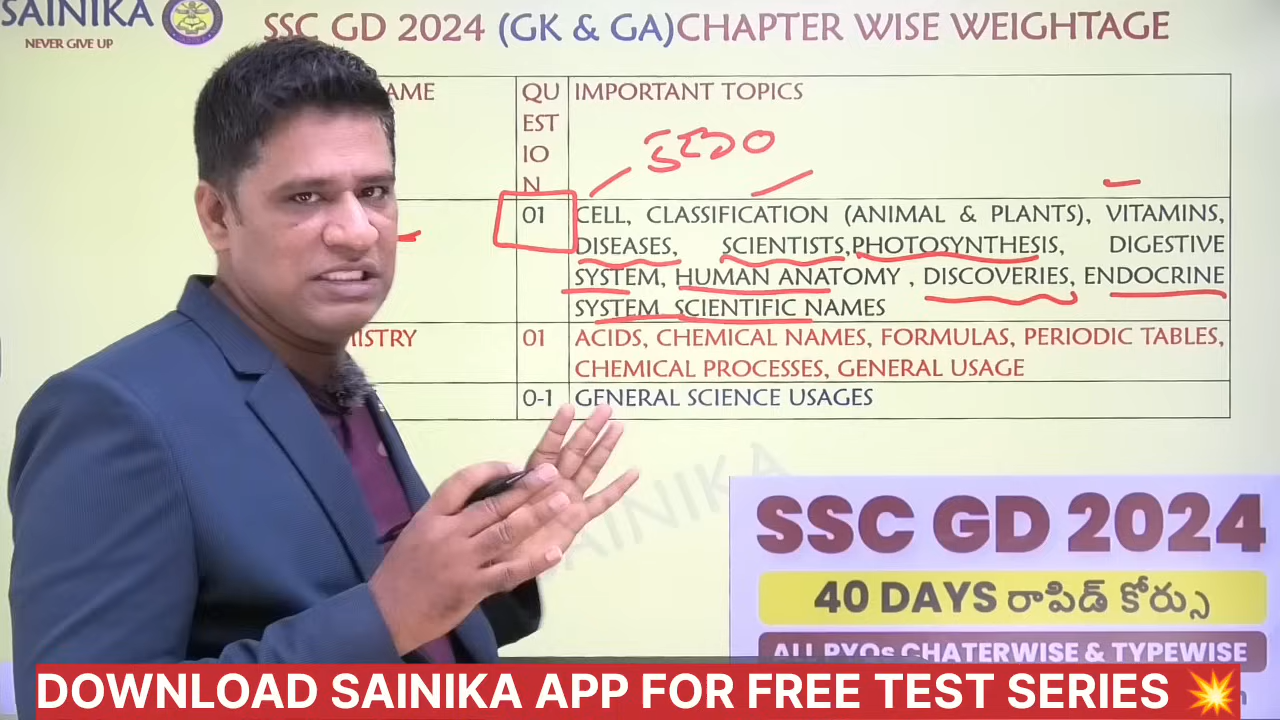 SAINIKA
NEVER GIVE UP
SSC GD 2024 (GK & GA)CHAPTER WISE WEIGHTAGE
AME
QU
EST
IO
N
IMPORTANT TOPICS
01
CELL, CLASSIFICATION (ANIMAL & PLANTS), VITAMINS,
DISEASES, SCIENTISTS,PHOTOSYNTHESIS, DIGESTIVE
SYSTEM, HUMAN ANATOMY , DISCOVERIES, ENDOCRINE
SYSTEM SCIENTIFIC NAMES
MISTRY
01
ACIDS, CHEMICAL NAMES, FORMULAS, PERIODIC TABLES,
CHEMICAL PROCESSES, GENERAL USAGE
0-1
GENERAL SCIENCE USAGES
SAINIKA
SSC GD 2024
40 DAYS రాపిడ్ కోర్సు
ALL PYQs CHATERWISE & TYPEWISE
DOWNLOAD SAINIKA APP FOR FREE TEST SERIES 💥